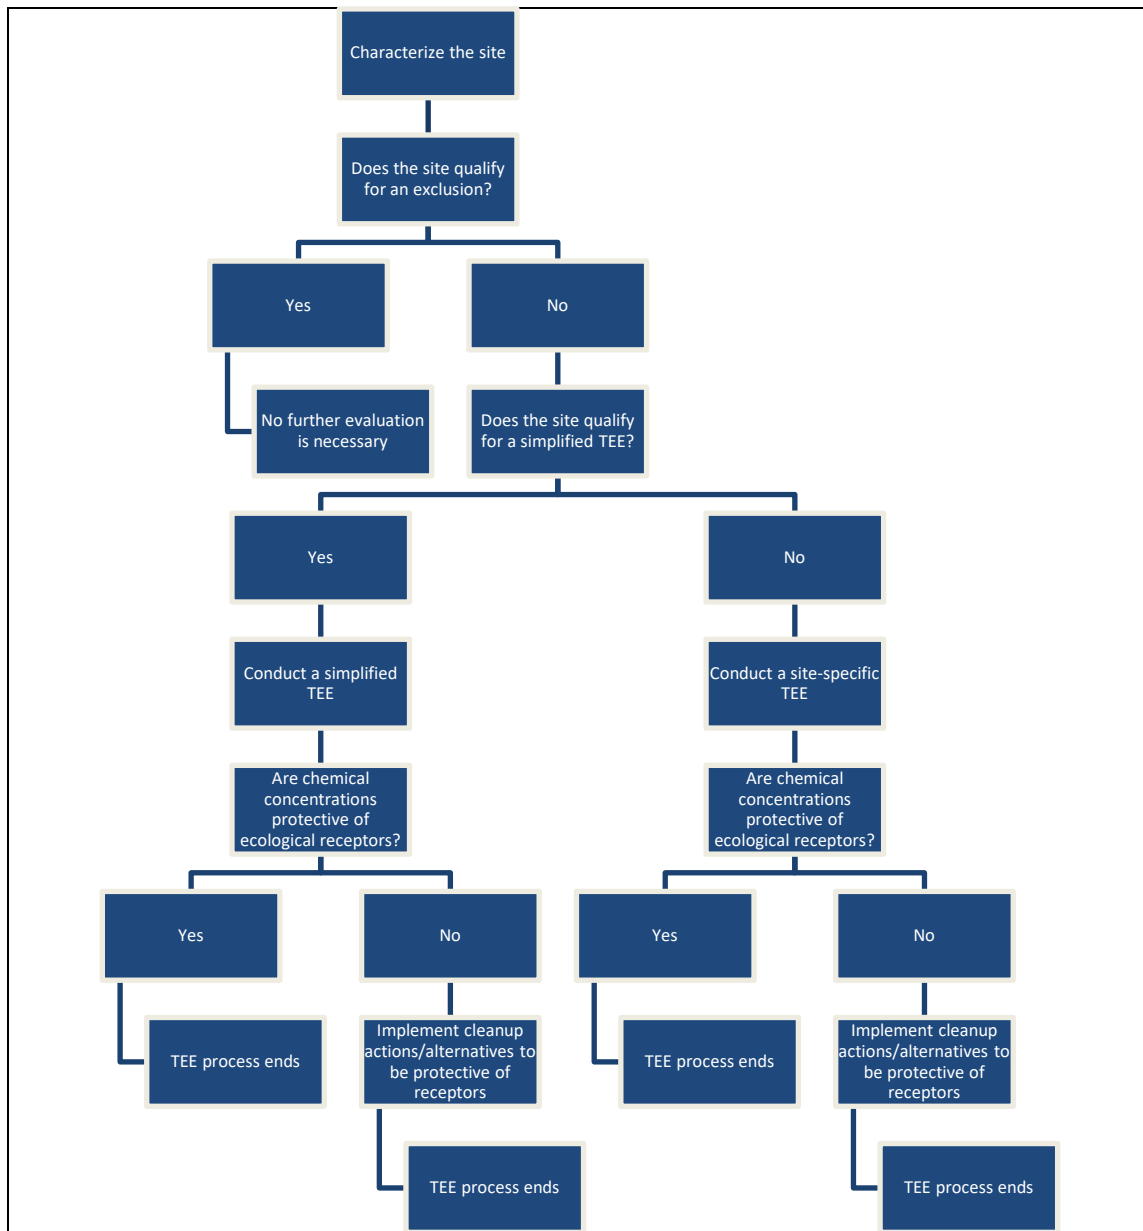 Characterize the site
Does the site qualify
for an exclusion?
Yes
No
No further evaluation
is necessary
Does the site qualify
for a simplified TEE?
Yes
No
Conduct a simplified
TEE
Conduct a site-specific
TEE
Are chemical
concentrations
protective of
ecological receptors?
Are chemical
concentrations
protective of
ecological receptors?
Yes
No
Yes
No
TEE process ends
Implement cleanup
actions/alternatives to
be protective of
receptors
TEE process ends
Implement cleanup
actions/alternatives to
be protective of
receptors
TEE process ends
TEE process ends